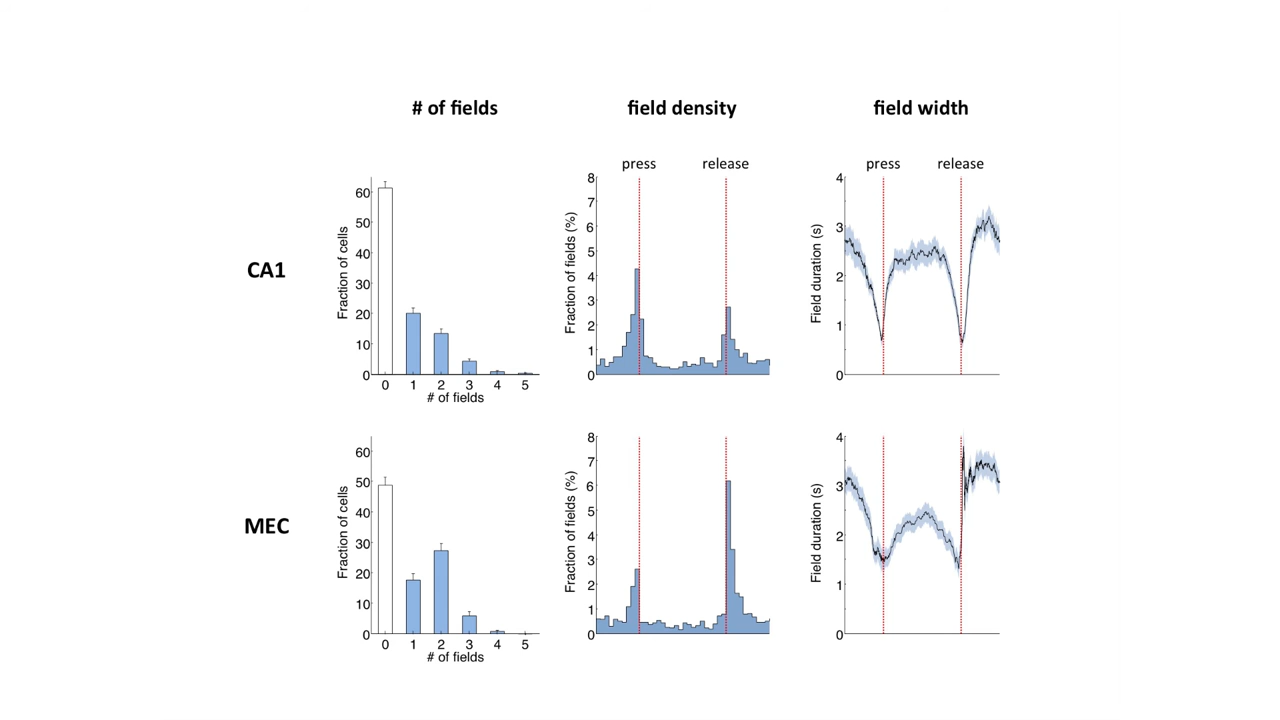 # of fields
field density
field width
CA1
Fraction of cells
60
50
40
30
20
10
0
0 1 2 3 4 5
# of fields
press release
Fraction of fields (%)
8
7
6
5
4
3
2
1
0
press release
Field duration (s)
4
3
2
1
0
MEC
Fraction of cells
60
50
40
30
20
10
0
0 1 2 3 4 5
# of fields
Fraction of fields (%)
8
7
6
5
4
3
2
1
0
Field duration (s)
4
3
2
1
0